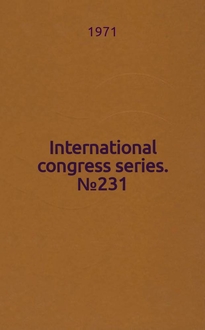 1971
International
congress series.
№231